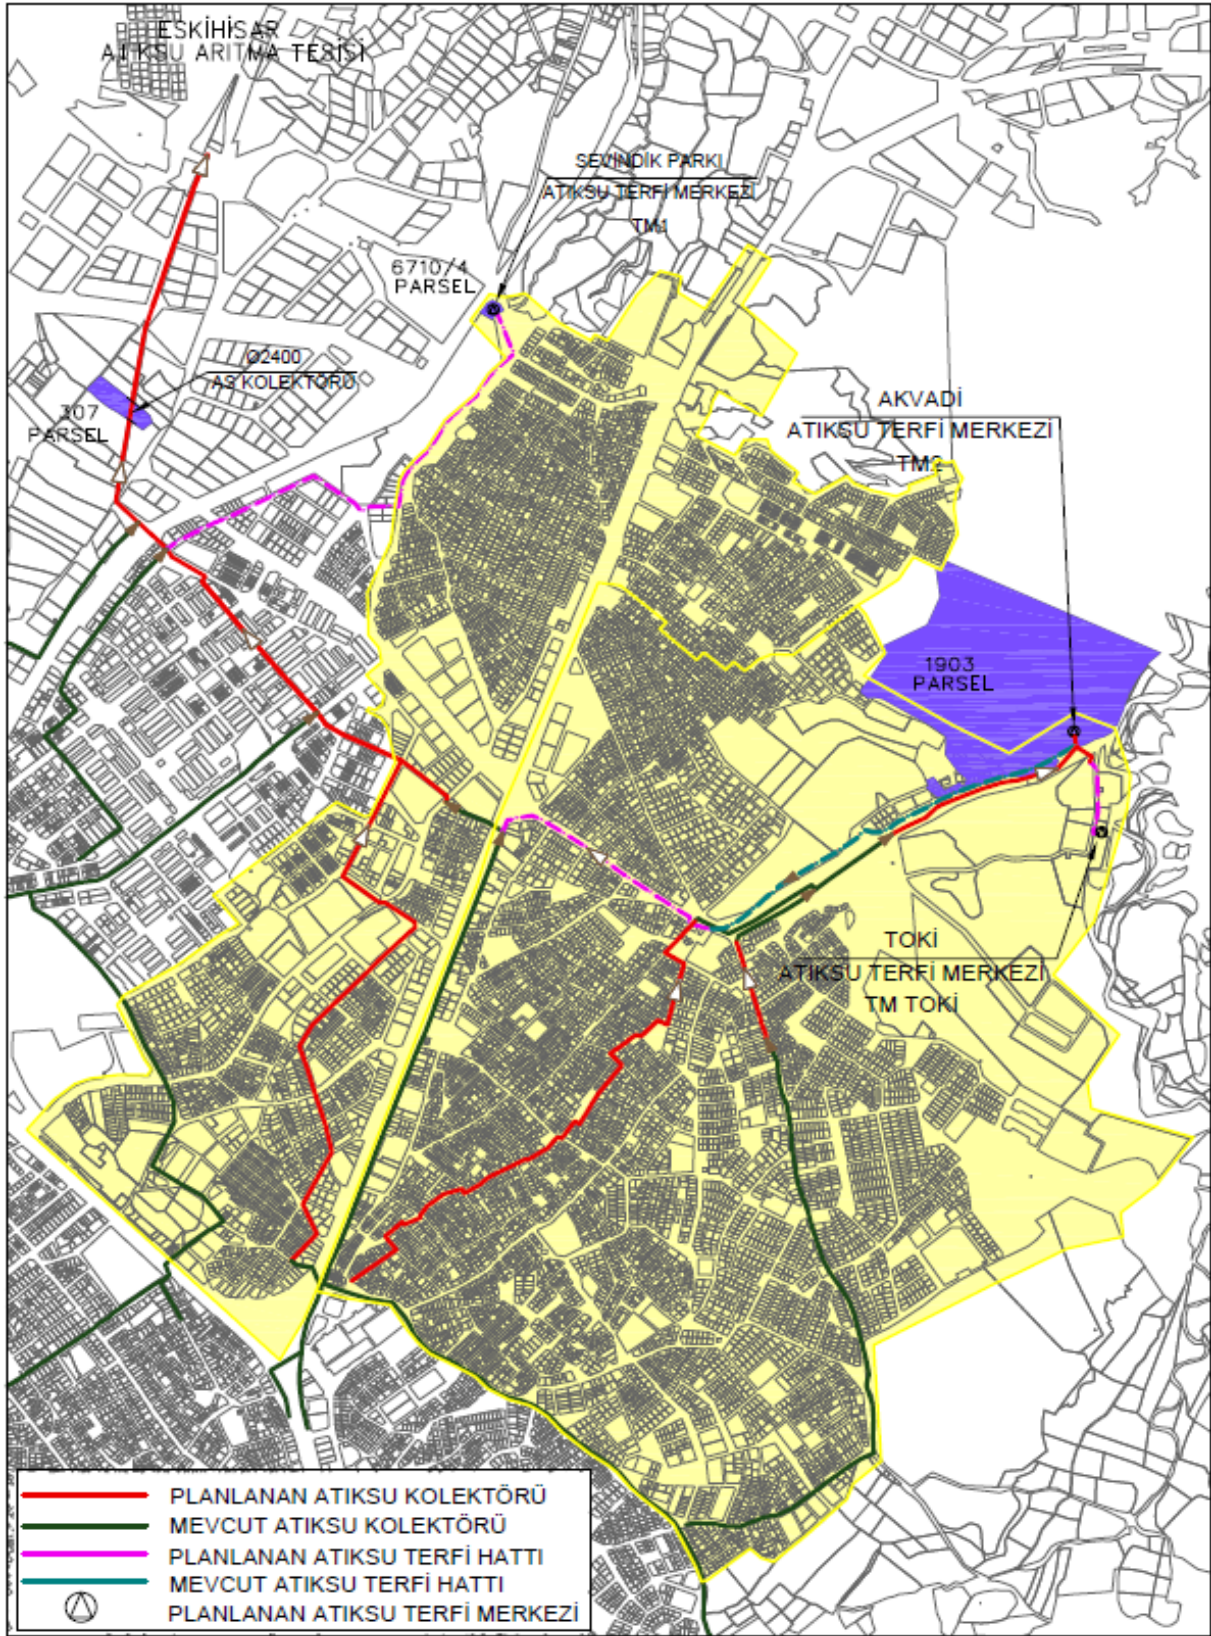 ESKİHİSAR
ATIKSU ARITMA TESİSİ
SEVİNDİK PARKI
ATIKSU TERFİ MERKEZİ
TM1
6710/4
PARSEL
Ø2400
AS KOLEKTÖRÜ
307
PARSEL
AKVADİ
ATIKSU TERFİ MERKEZİ
TM2
1903
PARSEL
TOKİ
ATIKSU TERFİ MERKEZİ
TM TOKİ
PLANLANAN ATIKSU KOLEKTÖRÜ
MEVCUT ATIKSU KOLEKTÖRÜ
PLANLANAN ATIKSU TERFİ HATTI
MEVCUT ATIKSU TERFİ HATTI
PLANLANAN ATIKSU TERFİ MERKEZİ